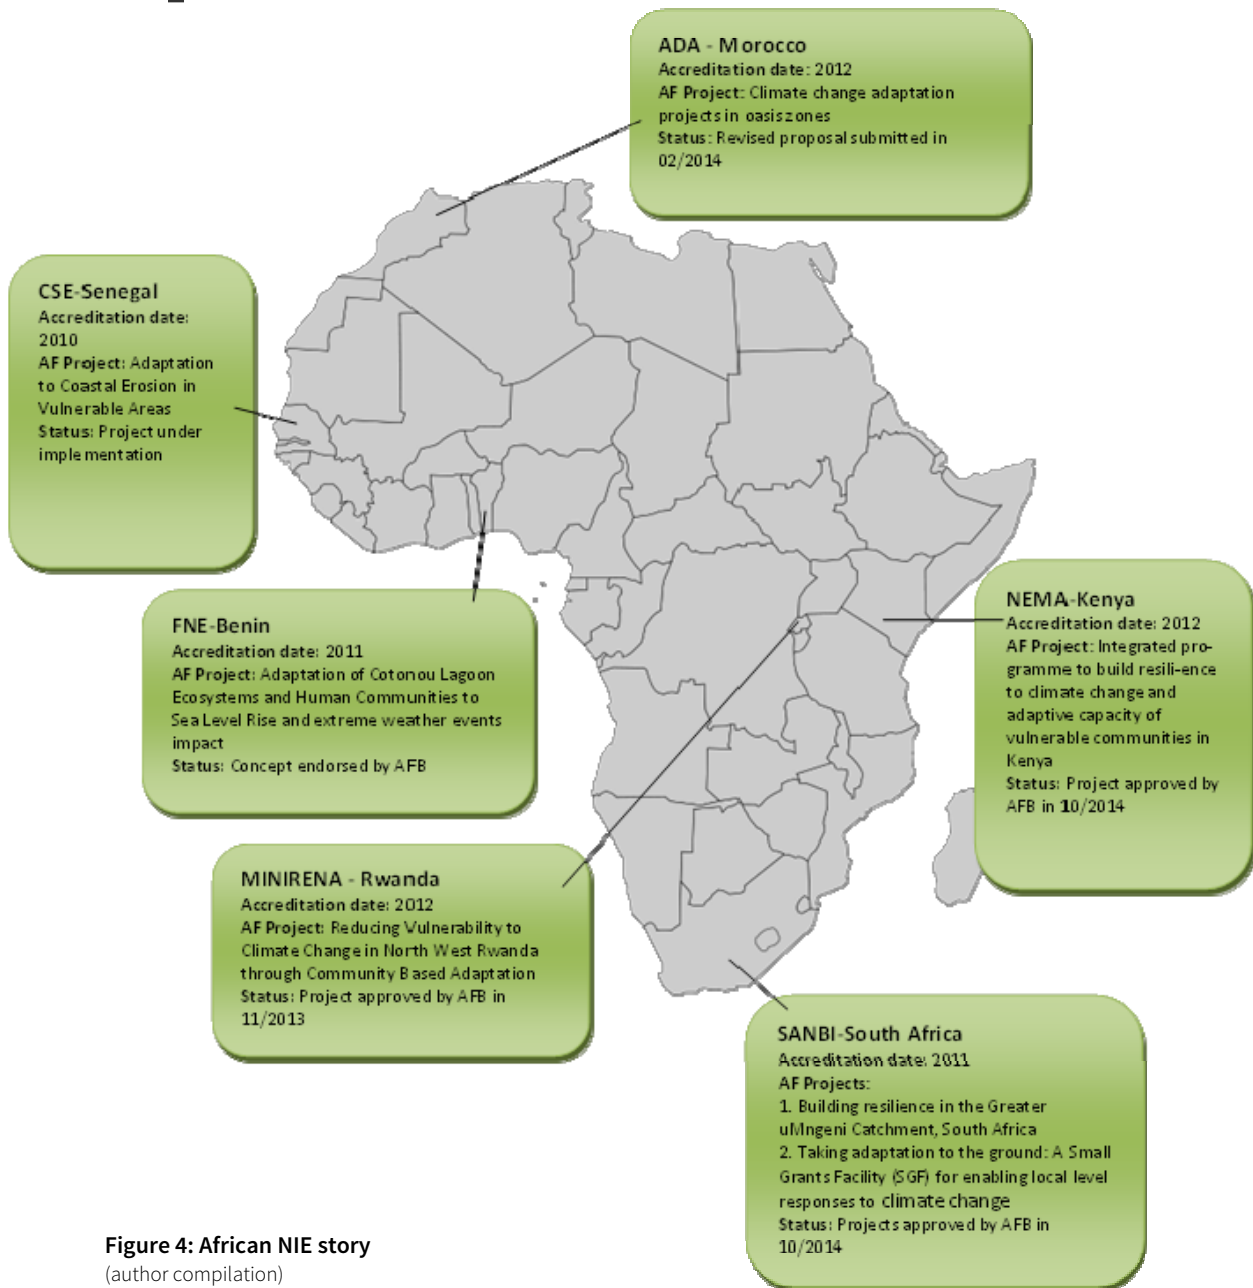 ADA - Morocco
Accreditation date: 2012
AF Project: Climate change adaptation
projects in oasis zones
Status: Revised proposal submitted in
02/2014
CSE-Senegal
Accreditation date:
2010
AF Project: Adaptation
to Coastal Erosion in
Vulnerable Areas
Status: Project under
implementation
FNE-Benin
Accreditation date: 2011
AF Project: Adaptation of Cotonou Lagoon
Ecosystems and Human Communities to
Sea Level Rise and extreme weather events
impact
Status: Concept endorsed by AFB
NEMA-Kenya
Accreditation date: 2012
AF Project: Integrated pro-
gramme to build resili-ence
to climate change and
adaptive capacity of
vulnerable communities in
Kenya
Status: Project approved by
AFB in 10/2014
MINIRENA - Rwanda
Accreditation date: 2012
AF Project: Reducing Vulnerability to
Climate Change in North West Rwanda
through Community Based Adaptation
Status: Project approved by AFB in
11/2013
SANBI-South Africa
Accreditation date: 2011
AF Projects:
1. Building resilience in the Greater
uMngeni Catchment, South Africa
2. Taking adaptation to the ground: A Small
Grants Facility (SGF) for enabling local level
responses to climate change
Status: Projects approved by AFB in
10/2014
Figure 4: African NIE story
(author compilation)